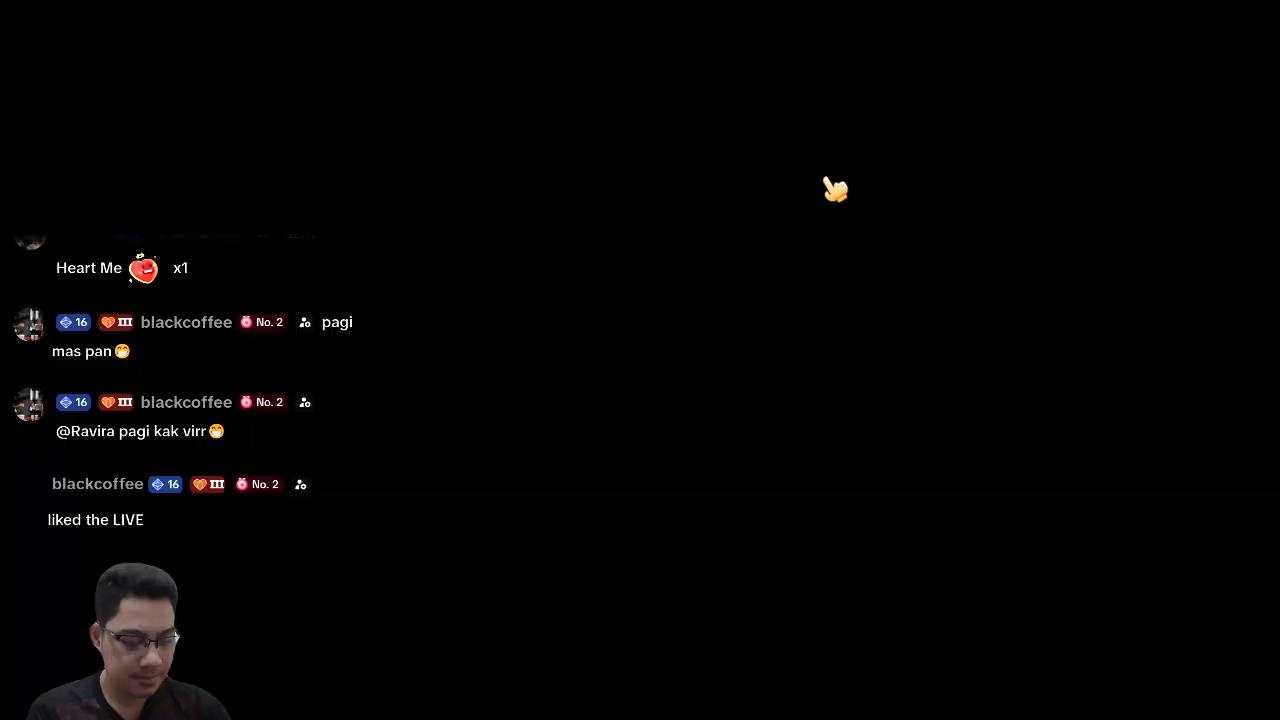 Heart Me x1
16 III blackcoffee No. 2 pagi
mas pan😁
16 III blackcoffee No. 2
@Ravira pagi kak virr😁
blackcoffee 16 III No. 2
liked the LIVE